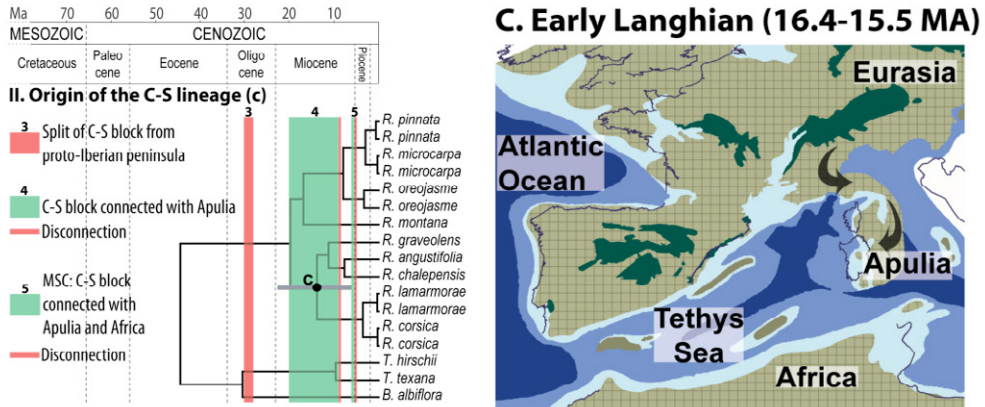 Ma
70
60
50
40
30
20
10
MESOZOIC
CENOZOIC
Cretaceous
Paleo
cene
Eocene
Oligo
cene
Miocene
Pliocene
II. Origin of the C-S lineage (c)
3
4
5
3
Split of C-S block from
proto-Iberian peninsula
4
C-S block connected with Apulia
Disconnection
5
MSC: C-S block
connected with
Apulia and Africa
Disconnection
C
R. pinnata
R. pinnata
R. microcarpa
R. microcarpa
R. oreojasme
R. oreojasme
R. montana
R. graveolens
R. angustifolia
R. chalepensis
R. lamarmorae
R. lamarmorae
R. corsica
R. corsica
T. hirschii
T. texana
B. albiflora
C. Early Langhian (16.4-15.5 MA)
Eurasia
Atlantic
Ocean
Apulia
Tethys
Sea
Africa